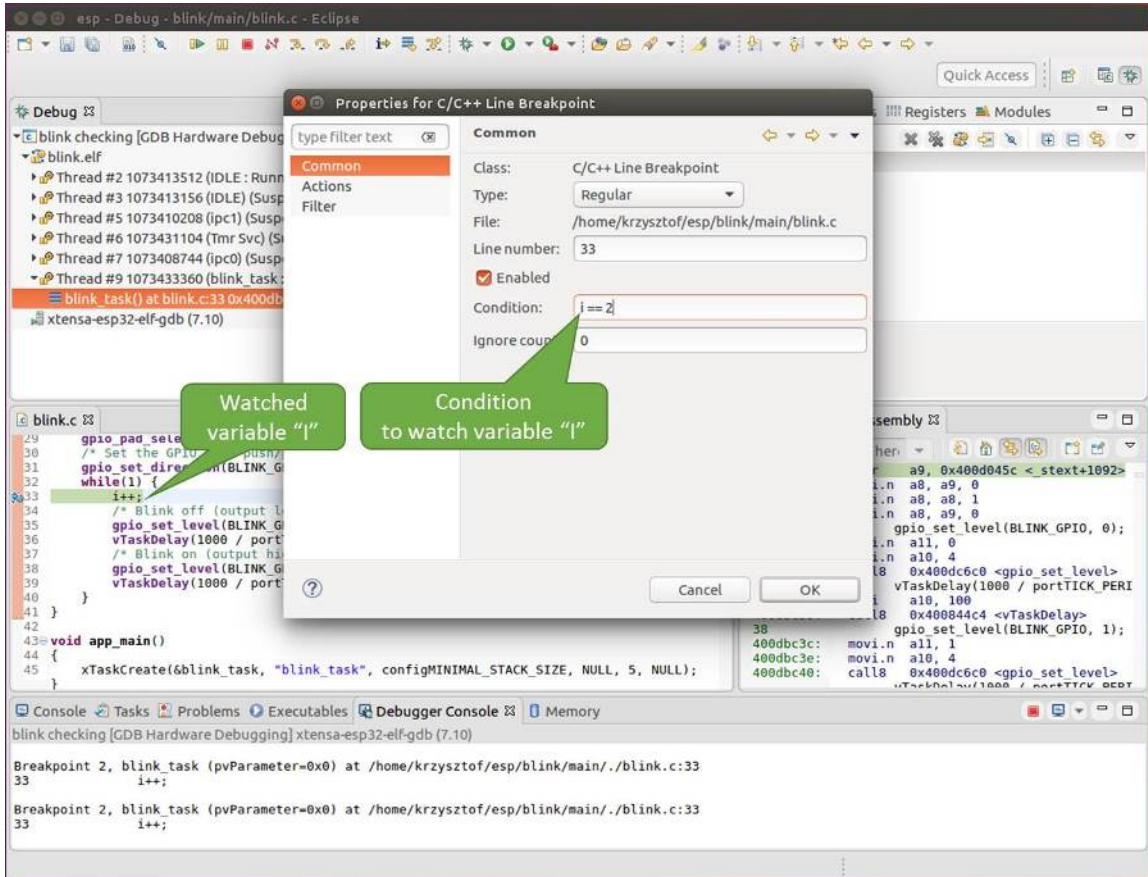 esp - Debug - blink/main/blink.c - Eclipse
Quick Access
Debug
blink checking [GDB Hardware Debug
blink.elf
Thread #2 1073413512 (IDLE : Runn
Thread #3 1073413156 (IDLE) (Susp
Thread #5 1073410208 (ipc1) (Susp
Thread #6 1073431104 (Tmr Svc) (S
Thread #7 1073408744 (ipc0) (Susp
Thread #9 1073433360 (blink_task :
blink_task() at blink.c:33 0x400db
xtensa-esp32-elf-gdb (7.10)
Registers Modules
Properties for C/C++ Line Breakpoint
type filter text
Common
Actions
Filter
Common
Class: C/C++ Line Breakpoint
Type: Regular
File: /home/krzysztof/esp/blink/main/blink.c
Line number: 33
Enabled
Condition: i == 2
Ignore coun 0
Cancel OK
Watched
variable “I”
Condition
to watch variable “I”
blink.c
29 gpio_pad_sele
30 /* Set the GPIO push/
31 gpio_set_dire n(BLINK_G
32 while(1) {
33 i++;
34 /* Blink off (output l
35 gpio_set_level(BLINK_G
36 vTaskDelay(1000 / port
37 /* Blink on (output hi
38 gpio_set_level(BLINK_G
39 vTaskDelay(1000 / port
40 }
41 }
42
43 void app_main()
44 {
45 xTaskCreate(&blink_task, "blink_task", configMINIMAL_STACK_SIZE, NULL, 5, NULL);
}
sembly
her
r a9, 0x400d045c <_stext+1092>
i.n a8, a9, 0
i.n a8, a8, 1
i.n a8, a9, 0
gpio_set_level(BLINK_GPIO, 0);
i.n a11, 0
i.n a10, 4
l8 0x400dc6c0 <gpio_set_level>
vTaskDelay(1000 / portTICK_PERI
i a10, 100
l8 0x400844c4 <vTaskDelay>
38 gpio_set_level(BLINK_GPIO, 1);
400dbc3c: movi.n a11, 1
400dbc3e: movi.n a10, 4
400dbc40: call8 0x400dc6c0 <gpio_set_level>
vTaskDelay(1000 / portTICK_PERI
Console Tasks Problems Executables Debugger Console Memory
blink checking [GDB Hardware Debugging] xtensa-esp32-elf-gdb (7.10)
Breakpoint 2, blink_task (pvParameter=0x0) at /home/krzysztof/esp/blink/main/./blink.c:33
33 i++;
Breakpoint 2, blink_task (pvParameter=0x0) at /home/krzysztof/esp/blink/main/./blink.c:33
33 i++;